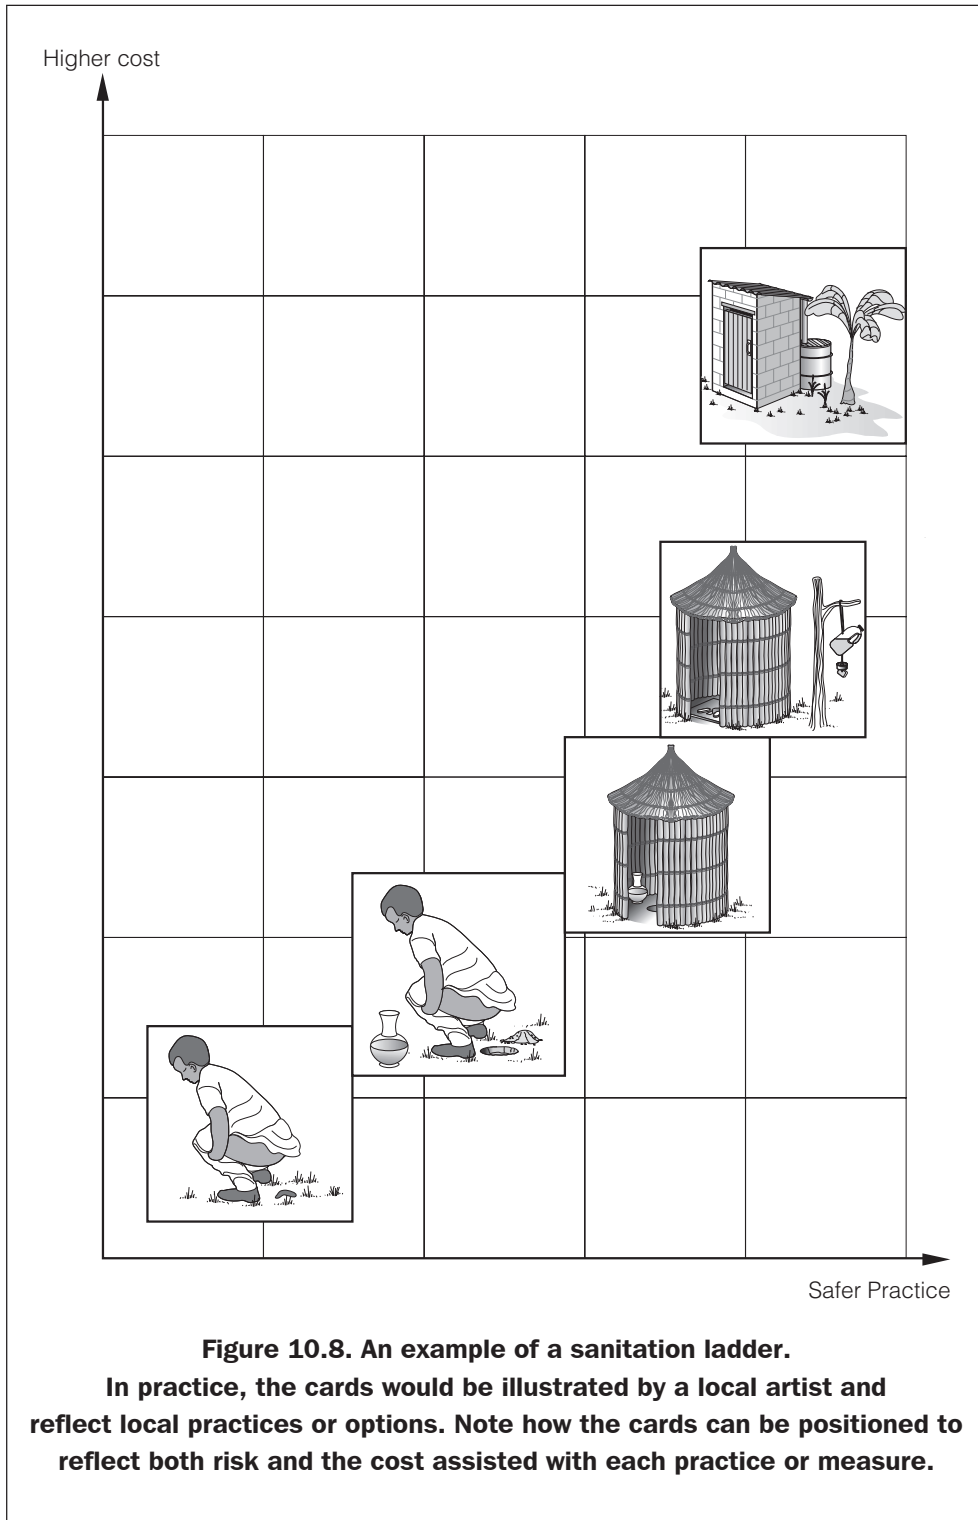 Higher cost
Safer Practice
Figure 10.8. An example of a sanitation ladder.
In practice, the cards would be illustrated by a local artist and
reflect local practices or options. Note how the cards can be positioned to
reflect both risk and the cost assisted with each practice or measure.